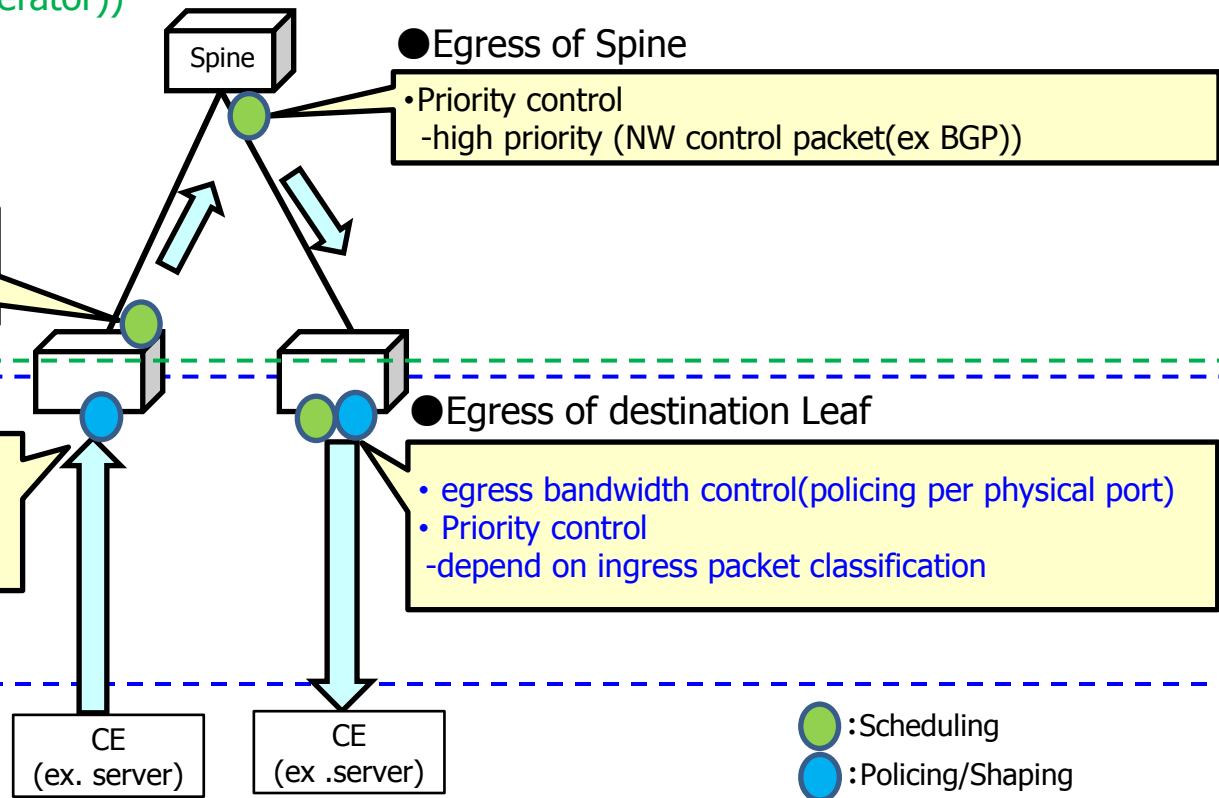 erator))
Spine
●Egress of Spine
・Priority control
-high priority (NW control packet(ex BGP))
●Egress of destination Leaf
• egress bandwidth control(policing per physical port)
• Priority control
-depend on ingress packet classification
CE
(ex. server)
CE
(ex .server)
:Scheduling
:Policing/Shaping